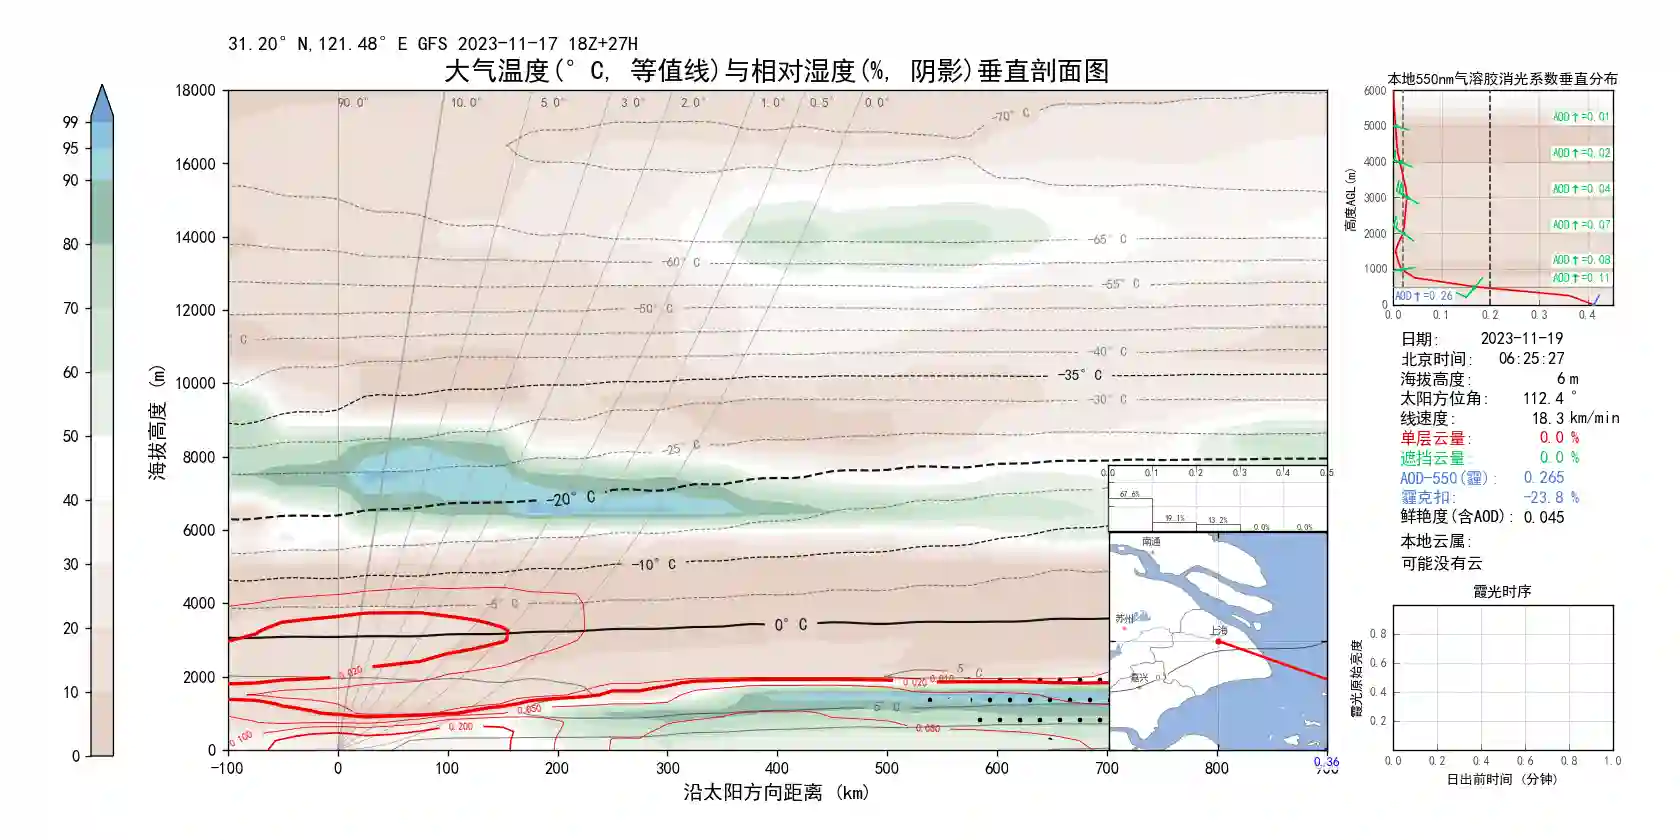 31.20° N,121.48° E GFS 2023-11-17 18Z+27H
大气温度(° C, 等值线)与相对湿度(%, 阴影)垂直剖面图
99
95
90
80
70
60
50
40
30
20
10
0
海拔高度 (m)
18000
16000
14000
12000
10000
8000
6000
4000
2000
0
90.0° 10.0° 5.0° 3.0° 2.0° 1.0° 0.5° 0.0°
-70° C
-65° C
-60° C
-55° C
-50° C
-40° C
-35° C
-30° C
-25° C
-20° C
-10° C
-5° C
0° C
5° C
0.020
0.020 0.010
0.050
0.200
0.100
0.050
-100 0 100 200 300 400 500 600 700 800
沿太阳方向距离 (km)
0.0 0.1 0.2 0.3 0.4 0.5
67.6%
19.1%
13.2%
0.0%
0.0%
南通
苏州
上海
嘉兴
0.36
本地550nm气溶胶消光系数垂直分布
高度AGL(m)
6000
5000
4000
3000
2000
1000
0
AOD↑=0.01
AOD↑=0.02
AOD↑=0.04
AOD↑=0.07
AOD↑=0.08
AOD↑=0.11
AOD↑=0.26
0.0 0.1 0.2 0.3 0.4
日期: 2023-11-19
北京时间: 06:25:27
海拔高度: 6 m
太阳方位角: 112.4 °
线速度: 18.3 km/min
单层云量: 0.0 %
遮挡云量: 0.0 %
AOD-550(霾): 0.265
霾克扣: -23.8 %
鲜艳度(含AOD): 0.045
本地云属:
可能没有云
霞光时序
霞光原始亮度
0.8
0.6
0.4
0.2
0.0 0.2 0.4 0.6 0.8 1.0
日出前时间 (分钟)